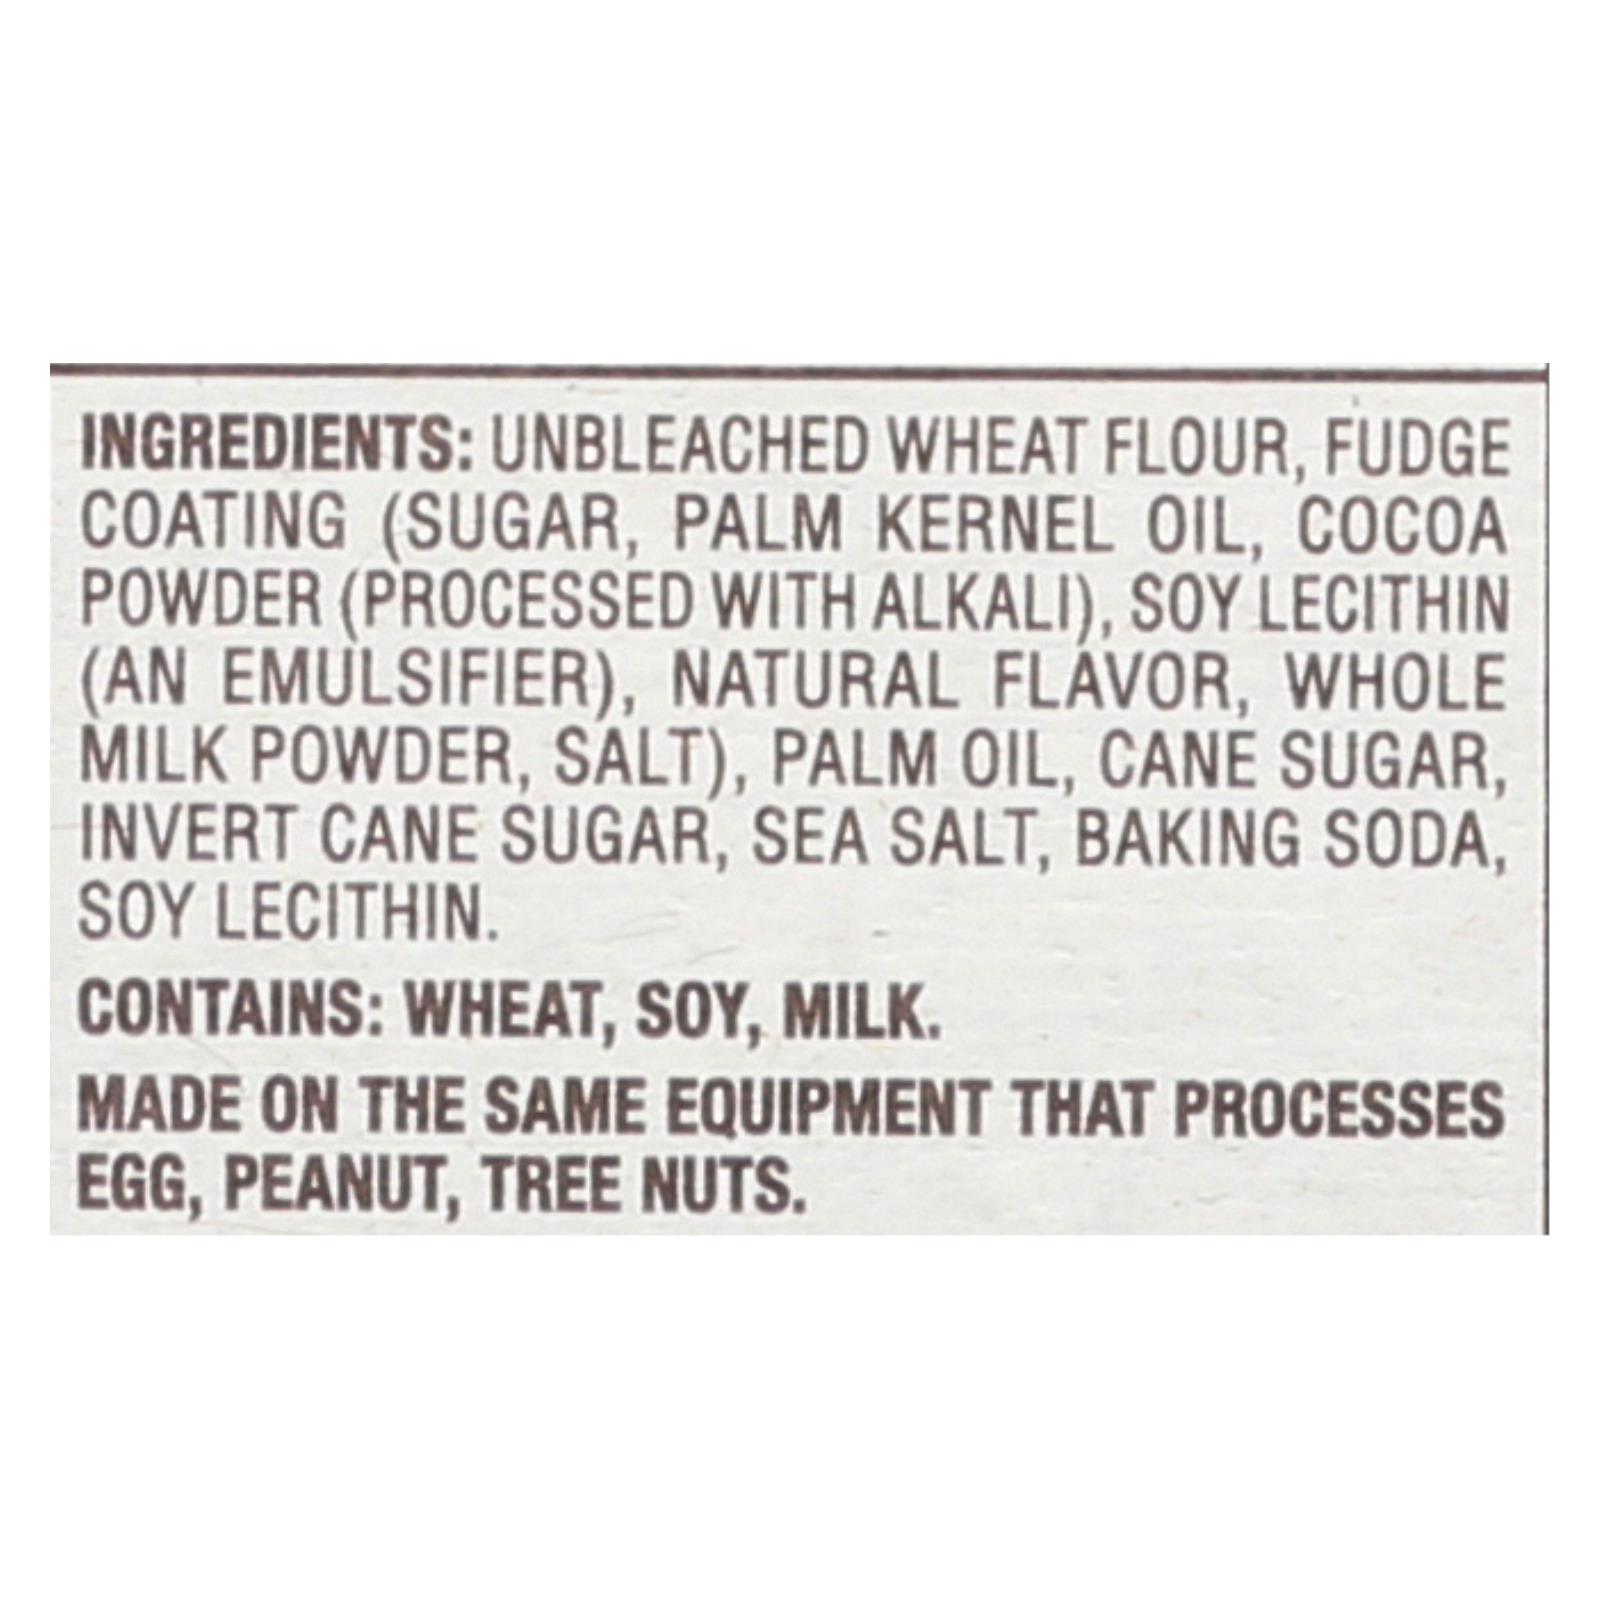 INGREDIENTS: UNBLEACHED WHEAT FLOUR, FUDGE
COATING (SUGAR, PALM KERNEL OIL, COCOA
POWDER (PROCESSED WITH ALKALI), SOY LECITHIN
(AN EMULSIFIER), NATURAL FLAVOR, WHOLE
MILK POWDER, SALT), PALM OIL, CANE SUGAR,
INVERT CANE SUGAR, SEA SALT, BAKING SODA,
SOY LECITHIN.
CONTAINS: WHEAT, SOY, MILK.
MADE ON THE SAME EQUIPMENT THAT PROCESSES
EGG, PEANUT, TREE NUTS.